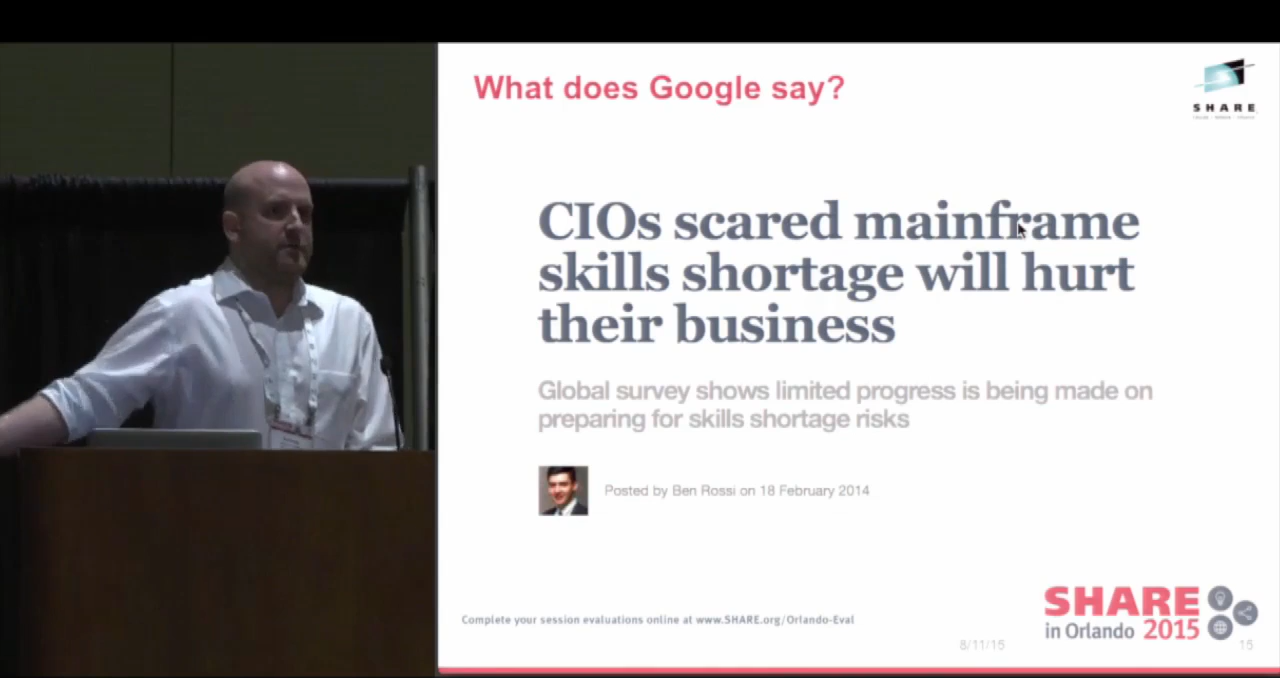 What does Google say?
SHARE
CIOs scared mainframe
skills shortage will hurt
their business
Global survey shows limited progress is being made on
preparing for skills shortage risks
Posted by Ben Rossi on 18 February 2014
Complete your session evaluations online at www.SHARE.org/Orlando-Eval
SHARE
in Orlando 2015
8/11/15
15